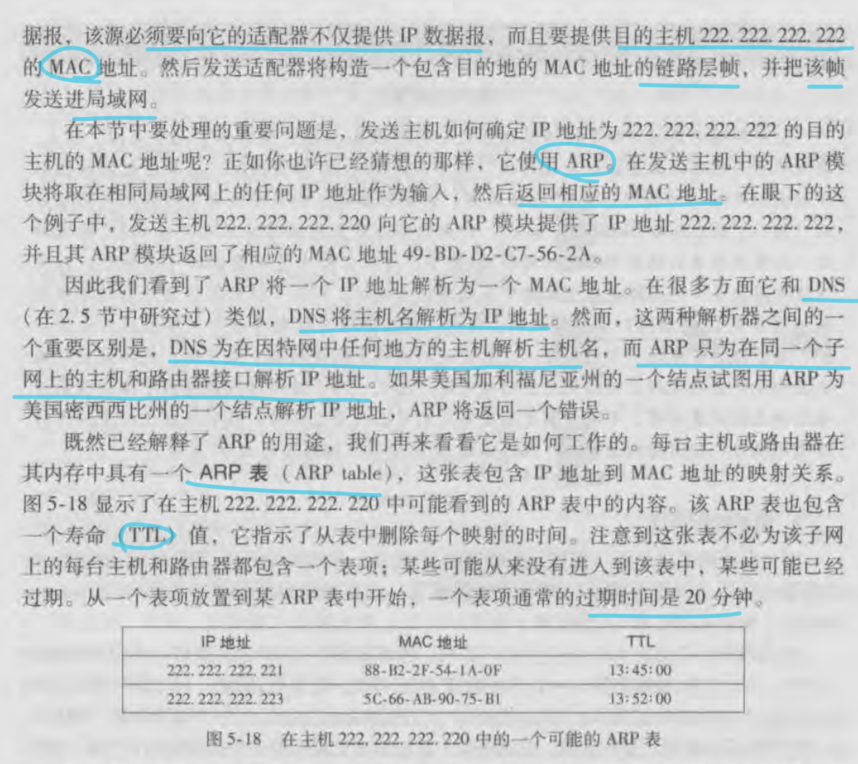 据报，该源必须要向它的适配器不仅提供 IP 数据报，而且要提供目的主机 222. 222. 222. 222
的 MAC 地址。然后发送适配器将构造一个包含目的地的 MAC 地址的链路层帧，并把该帧
发送进局域网。
在本节中要处理的重要问题是，发送主机如何确定 IP 地址为 222. 222. 222. 222 的目的
主机的 MAC 地址呢？正如你也许已经猜想的那样，它使用 ARP。在发送主机中的 ARP 模
块将取在相同局域网上的任何 IP 地址作为输入，然后返回相应的 MAC 地址。在眼下的这
个例子中，发送主机 222. 222. 222. 220 向它的 ARP 模块提供了 IP 地址 222. 222. 222. 222，
并且其 ARP 模块返回了相应的 MAC 地址 49-BD-D2-C7-56-2A。
因此我们看到了 ARP 将一个 IP 地址解析为一个 MAC 地址。在很多方面它和 DNS
（在 2. 5 节中研究过）类似，DNS 将主机名解析为 IP 地址。然而，这两种解析器之间的一
个重要区别是，DNS 为在因特网中任何地方的主机解析主机名，而 ARP 只为在同一个子
网上的主机和路由器接口解析 IP 地址。如果美国加利福尼亚州的一个结点试图用 ARP 为
美国密西西比州的一个结点解析 IP 地址，ARP 将返回一个错误。
既然已经解释了 ARP 的用途，我们再来看看它是如何工作的。每台主机或路由器在
其内存中具有一个 ARP 表（ARP table），这张表包含 IP 地址到 MAC 地址的映射关系。
图 5-18 显示了在主机 222. 222. 222. 220 中可能看到的 ARP 表中的内容。该 ARP 表也包含
一个寿命（TTL）值，它指示了从表中删除每个映射的时间。注意到这张表不必为该子网
上的每台主机和路由器都包含一个表项；某些可能从来没有进入到该表中，某些可能已经
过期。从一个表项放置到某 ARP 表中开始，一个表项通常的过期时间是 20 分钟。
IP 地址 MAC 地址 TTL
222. 222. 222. 221 88-B2-2F-54-1A-0F 13:45:00
222. 222. 222. 223 5C-66-AB-90-75-B1 13:52:00
图 5-18 在主机 222. 222. 222. 220 中的一个可能的 ARP 表